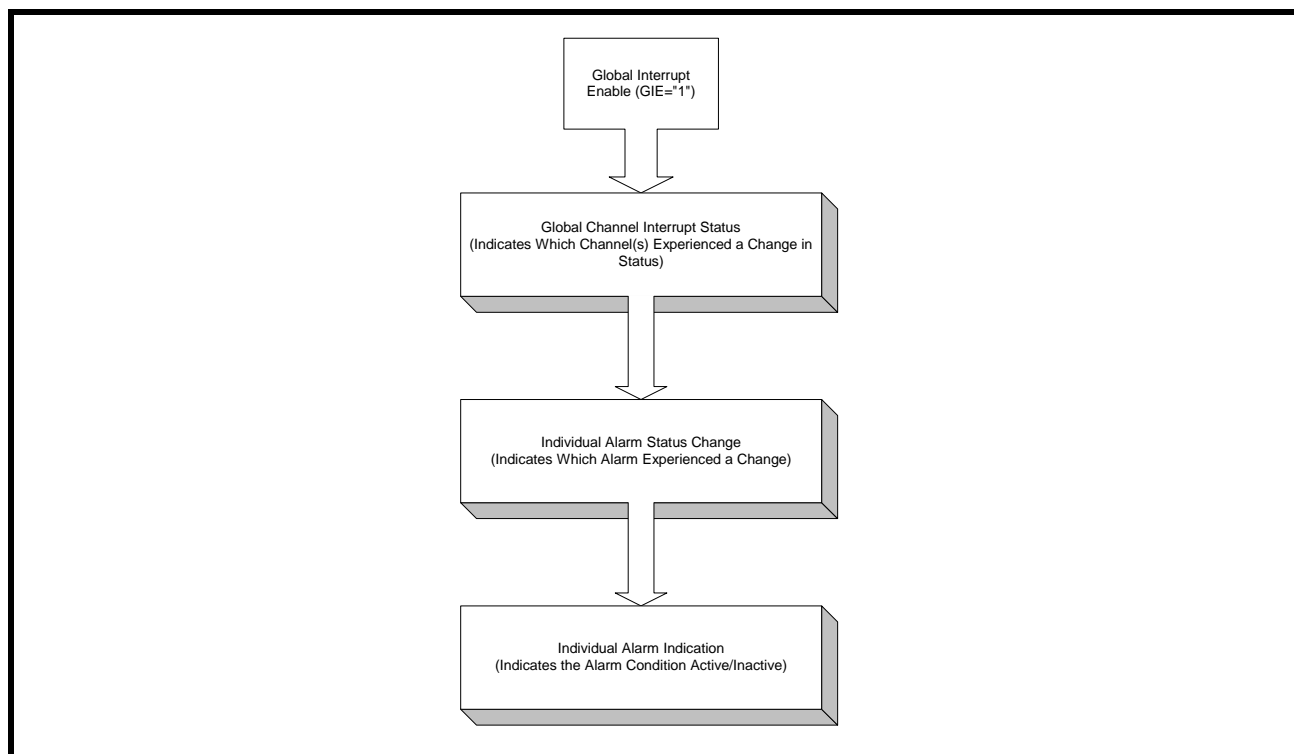 Global Interrupt
Enable (GIE="1")
Global Channel Interrupt Status
(Indicates Which Channel(s) Experienced a Change in
Status)
Individual Alarm Status Change
(Indicates Which Alarm Experienced a Change)
Individual Alarm Indication
(Indicates the Alarm Condition Active/Inactive)